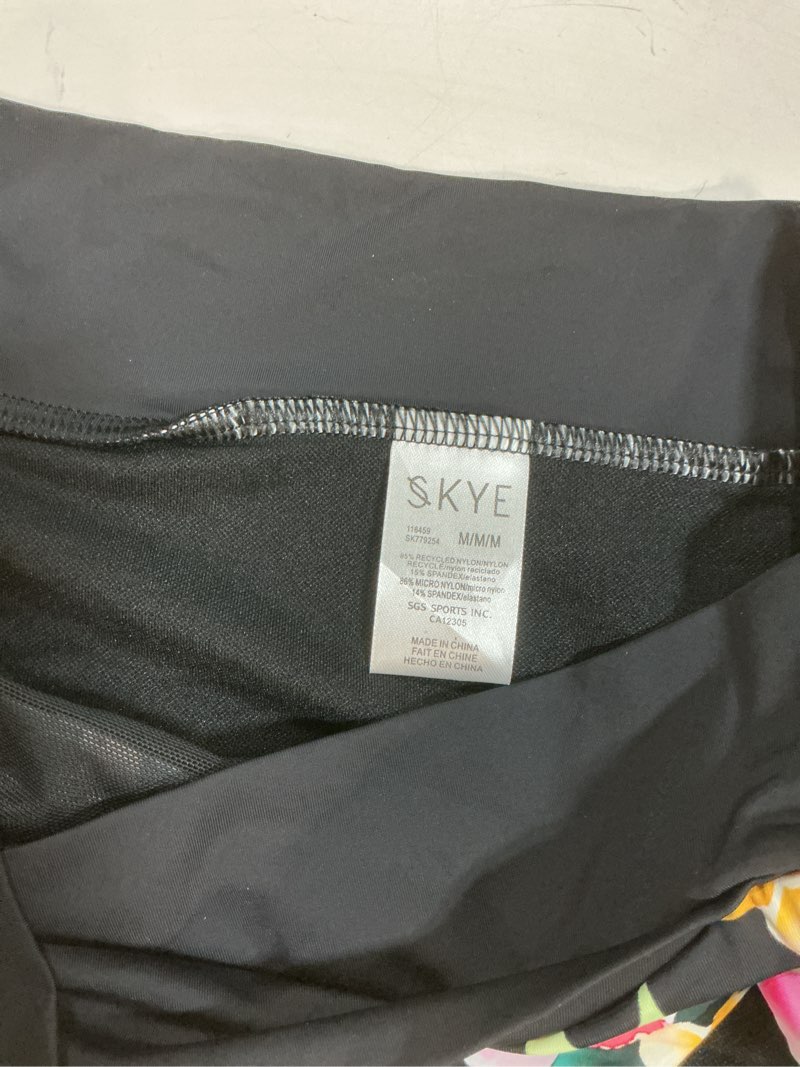 SKYE
116459
SK779254 M/M/M
85% RECYCLED NYLON/NYLON
RECYCLE/nylon reciclado
15% SPANDEX/elastano
86% MICRO NYLON/micro nylon
14% SPANDEX/elastano
SGS SPORTS INC.
CA12305
MADE IN CHINA
FAIT EN CHINE
HECHO EN CHINA